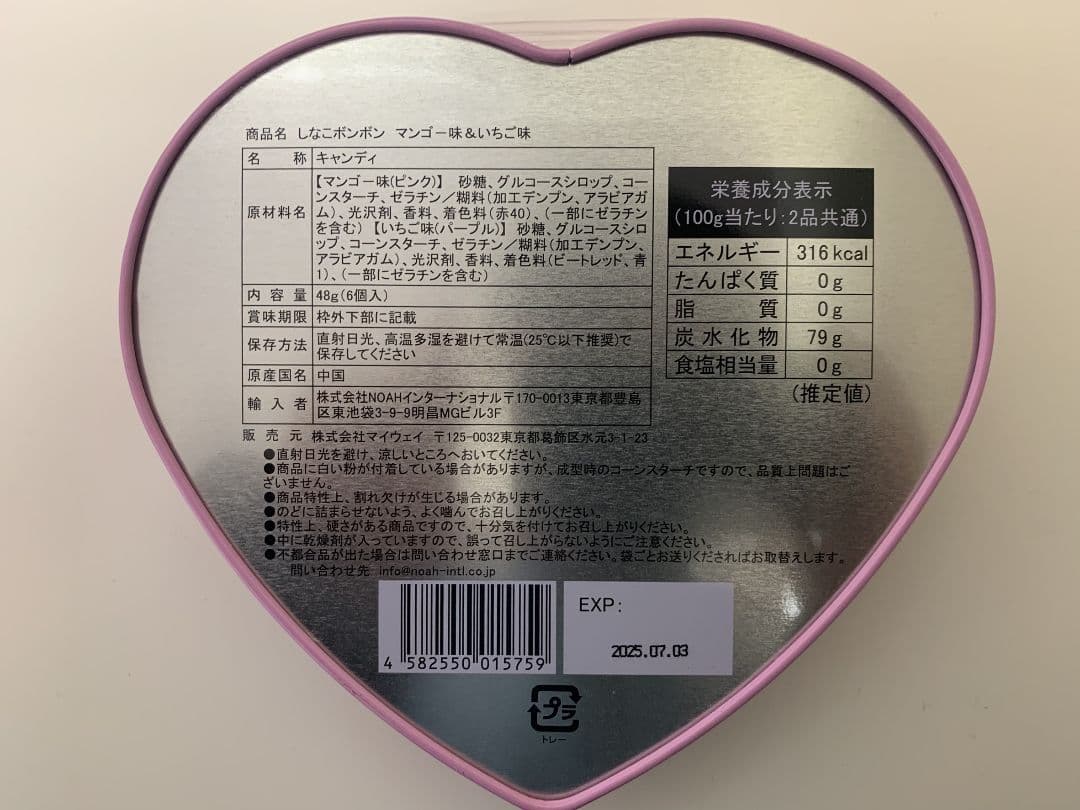 商品名 しなこボンボン マンゴー味＆いちご味
名称 キャンディ
原材料名 【マンゴー味(ピンク)】 砂糖、グルコースシロップ、コー
ンスターチ、ゼラチン／糊料(加工デンプン、アラビアガ
ム)、光沢剤、香料、着色料(赤40)、(一部にゼラチン
を含む)【いちご味(パープル)】 砂糖、グルコースシロ
ップ、コーンスターチ、ゼラチン／糊料(加工デンプン、
アラビアガム)、光沢剤、香料、着色料(ビートレッド、青
1)、(一部にゼラチンを含む)
内容量 48g(6個入)
賞味期限 枠外下部に記載
保存方法 直射日光、高温多湿を避けて常温(25℃以下推奨)で
保存してください
原産国名 中国
輸入者 株式会社NOAHインターナショナル〒170-0013東京都豊島
区東池袋3-9-9明昌MGビル3F
販売元 株式会社マイウェイ 〒125-0032東京都葛飾区水元3-1-23
栄養成分表示
(100g当たり:2品共通)
エネルギー 316kcal
たんぱく質 0g
脂質 0g
炭水化物 79g
食塩相当量 0g
(推定値)
●直射日光を避け、涼しいところへおいてください。
●商品に白い粉が付着している場合がありますが、成型時のコーンスターチですので、品質上問題はご
ざいません。
●商品特性上、割れ欠けが生じる場合があります。
●のどに詰まらせないよう、よく噛んでお召し上がりください。
●特性上、硬さがある商品ですので、十分気を付けてお召し上がりください。
●中に乾燥剤が入っていますので、誤って召し上がらないようにご注意ください。
●不都合品が出た場合は問い合わせ窓口までご連絡ください。袋ごとお送りくださればお取替えします。
問い合わせ先 info@noah-intl.co.jp
4 582550 015759
EXP:
2025.07.03
プラ
トレー